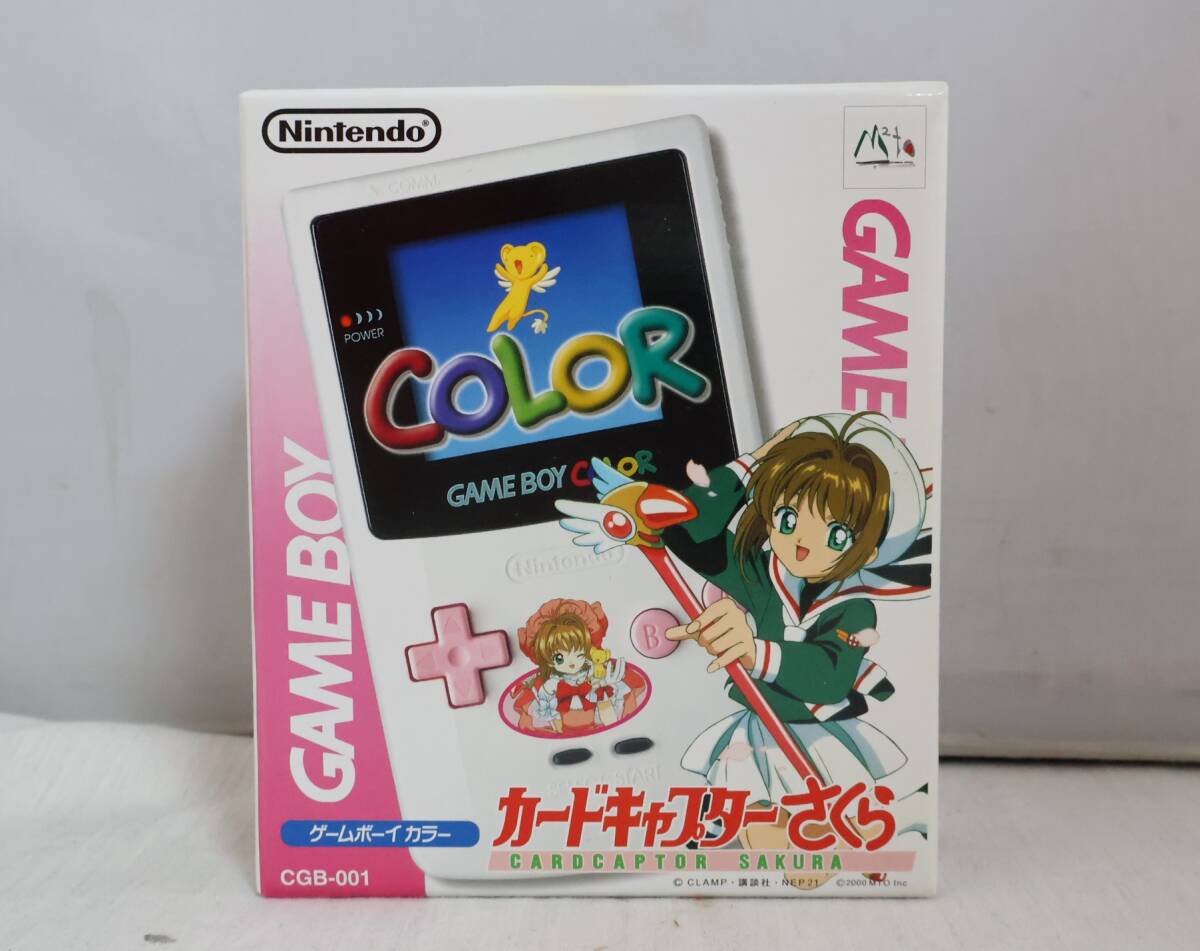 Nintendo®
M²to
GAME
COMM.
POWER
COLOR
GAME BOY COLOR
Nintendo
B
GAME BOY
SELECT START
カードキャプターさくら
CARDCAPTOR SAKURA
ゲームボーイカラー
CGB-001
© CLAMP・講談社・NEP21 ©2000 MTO Inc